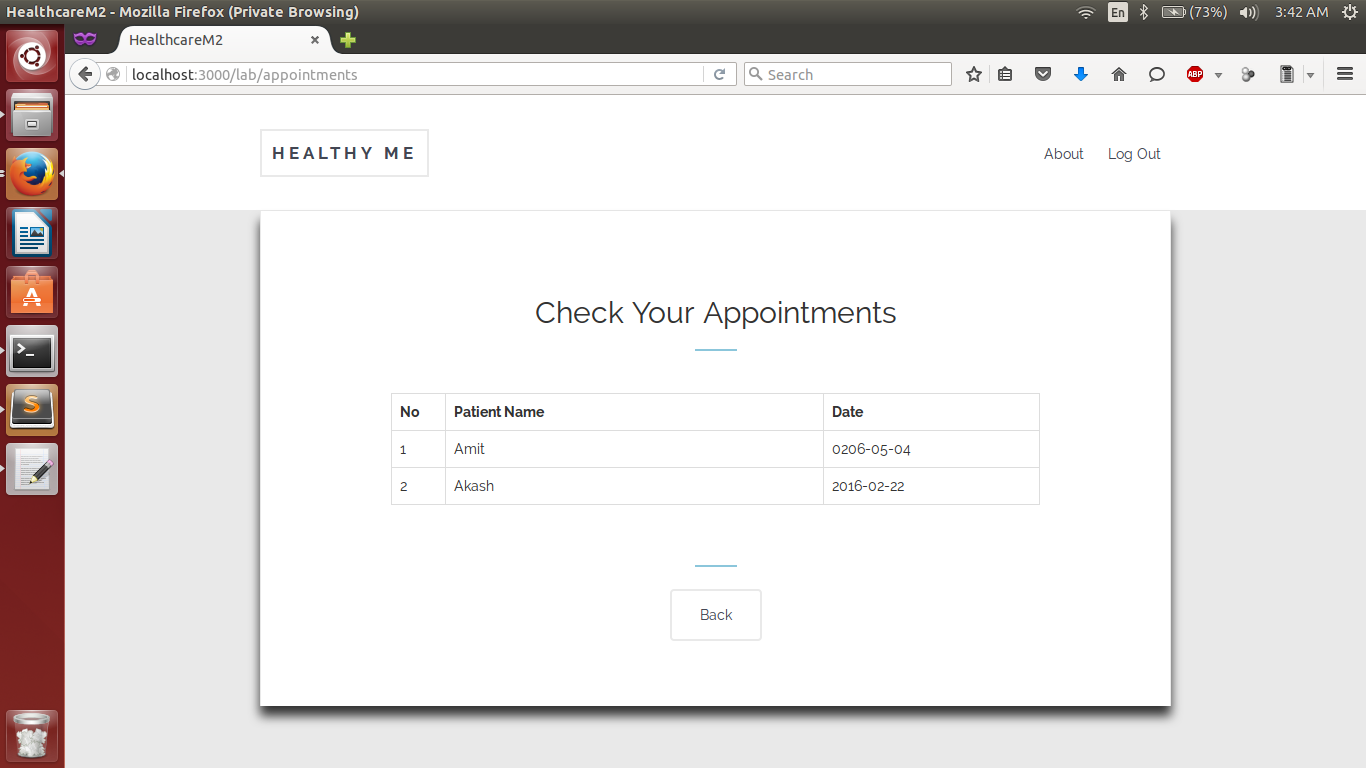 HealthcareM2 - Mozilla Firefox (Private Browsing) En (73%) 3:42 AM
HealthcareM2
localhost:3000/lab/appointments Search ABP
HEALTHY ME About Log Out
Check Your Appointments
No Patient Name Date
1 Amit 0206-05-04
2 Akash 2016-02-22
Back